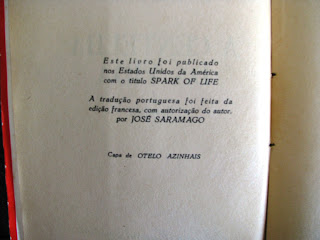 Este livro foi publicado
nos Estados Unidos da América
com o título SPARK OF LIFE
A tradução portuguesa foi feita da
edição francesa, com autorização do autor,
por JOSÉ SARAMAGO
Capa de OTELO AZINHAIS